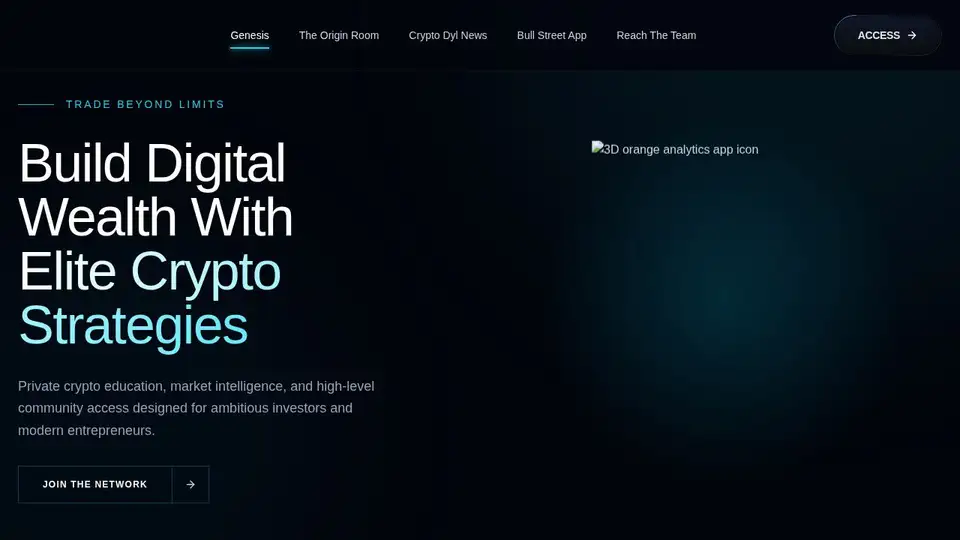 Genesis
The Origin Room
Crypto Dyl News
Bull Street App
Reach The Team
ACCESS
TRADE BEYOND LIMITS
Build Digital
Wealth With
Elite Crypto
Strategies
3D orange analytics app icon
Private crypto education, market intelligence, and high-level
community access designed for ambitious investors and
modern entrepreneurs.
JOIN THE NETWORK